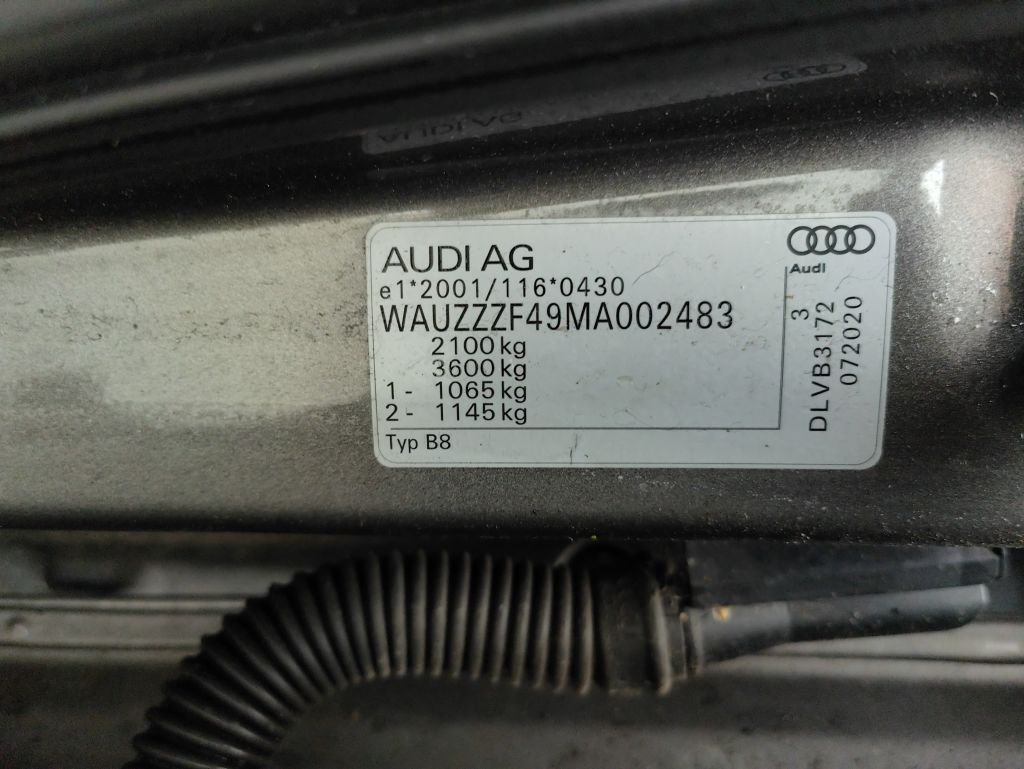 AUDI AG
e1*2001/116*0430
WAUZZZF49MA002483
2100 kg
3600 kg
1 - 1065 kg
2 - 1145 kg
Typ B8
Audi
3
DLVB3172
072020